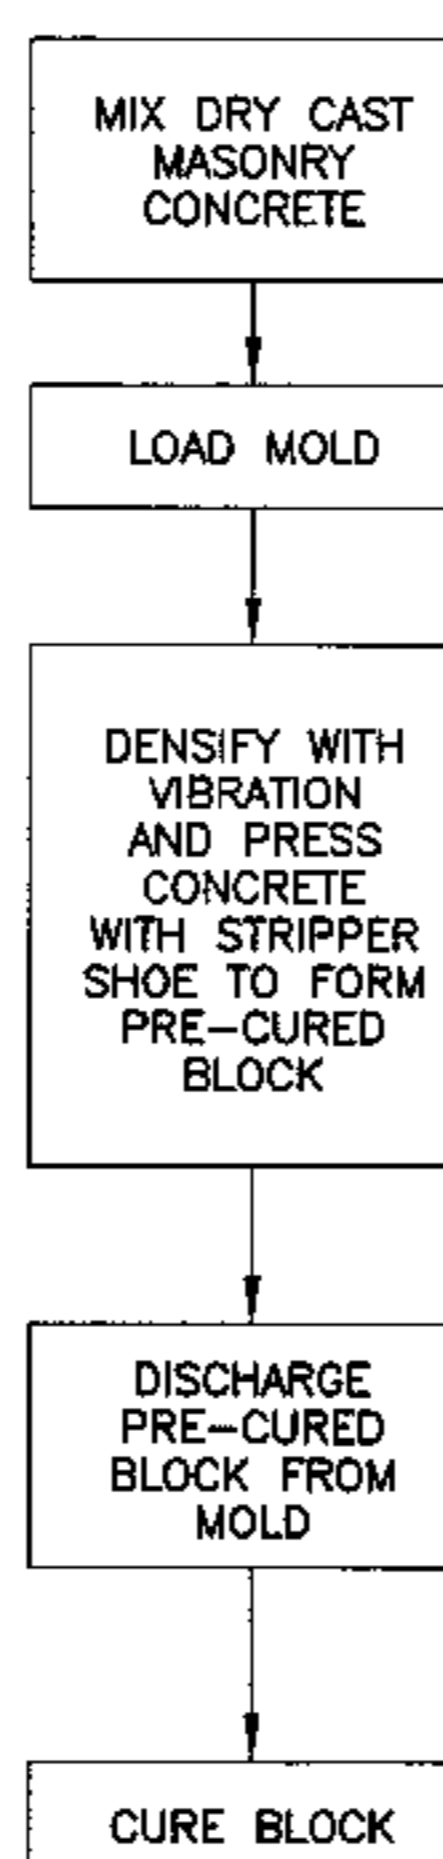 MIX DRY CAST
MASONRY
CONCRETE
LOAD MOLD
DENSIFY WITH
VIBRATION
AND PRESS
CONCRETE
WITH STRIPPER
SHOE TO FORM
PRE-CURED
BLOCK
DISCHARGE
PRE-CURED
BLOCK FROM
MOLD
CURE BLOCK